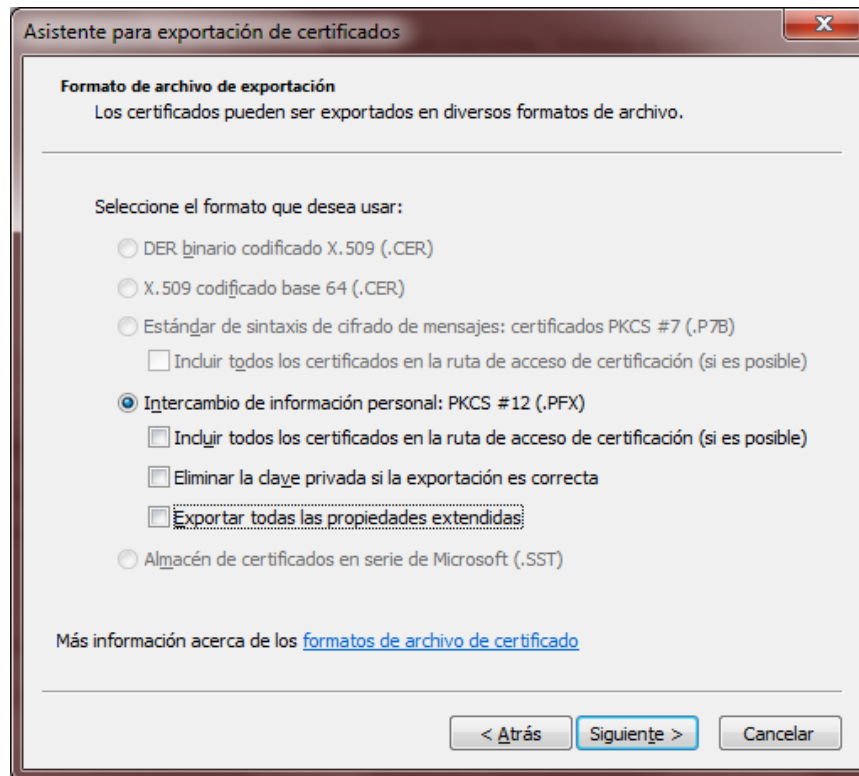 Asistente para exportación de certificados
Formato de archivo de exportación
Los certificados pueden ser exportados en diversos formatos de archivo.
Seleccione el formato que desea usar:
DER binario codificado X.509 (.CER)
X.509 codificado base 64 (.CER)
Estándar de sintaxis de cifrado de mensajes: certificados PKCS #7 (.P7B)
Incluir todos los certificados en la ruta de acceso de certificación (si es posible)
Intercambio de información personal: PKCS #12 (.PFX)
Incluir todos los certificados en la ruta de acceso de certificación (si es posible)
Eliminar la clave privada si la exportación es correcta
Exportar todas las propiedades extendidas
Almacén de certificados en serie de Microsoft (.SST)
Más información acerca de los formatos de archivo de certificado
< Atrás Siguiente > Cancelar